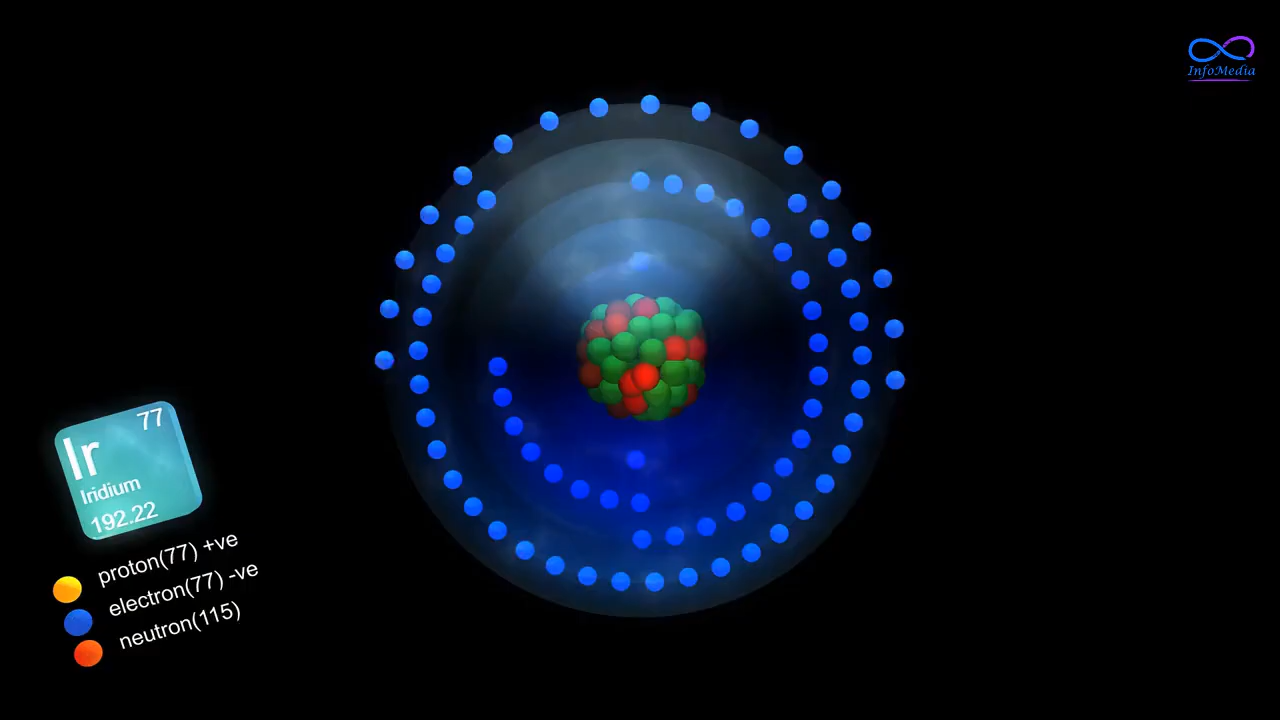 InfoMedia
77
Ir
Iridium
192.22
proton(77) +ve
electron(77) -ve
neutron(115)